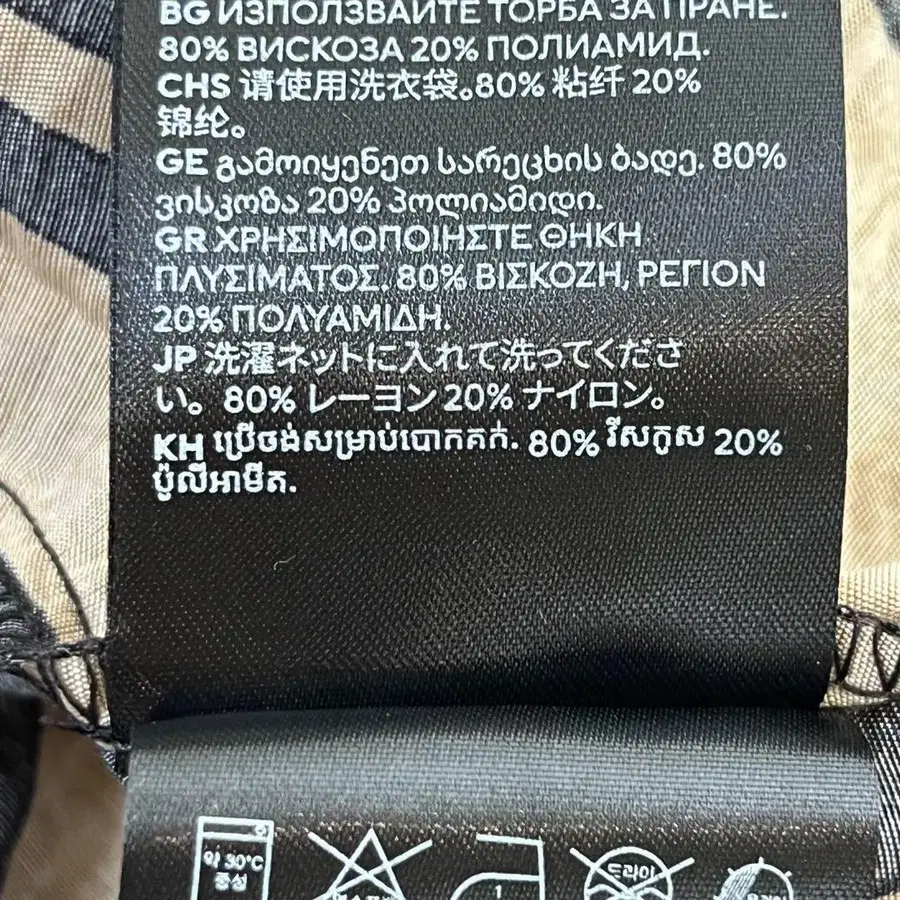 BG ИЗПОЛЗВАЙТЕ ТОРБА ЗА ПРАНЕ.
80% ВИСКОЗА 20% ПОЛИАМИД.
CHS 请使用洗衣袋。80% 粘纤 20%
锦纶。
GE გამოიყენეთ სარეცხის ბადე. 80%
ვისკოზა 20% პოლიამიდი.
GR ΧΡΗΣΙΜΟΠΟΙΗΣΤΕ ΘΗΚΗ
ΠΛΥΣΙΜΑΤΟΣ. 80% ΒΙΣΚΟΖΗ, ΡΕΓΙΟΝ
20% ΠΟΛΥΑΜΙΔΗ.
JP 洗濯ネットに入れて洗ってくださ
い。 80% レーヨン 20% ナイロン。
KH ប្រើថង់សម្រាប់បោកគក់. 80% វីសកូស 20%
ប៉ូលីអាមីត.
약 30°C
중성
1
드라이